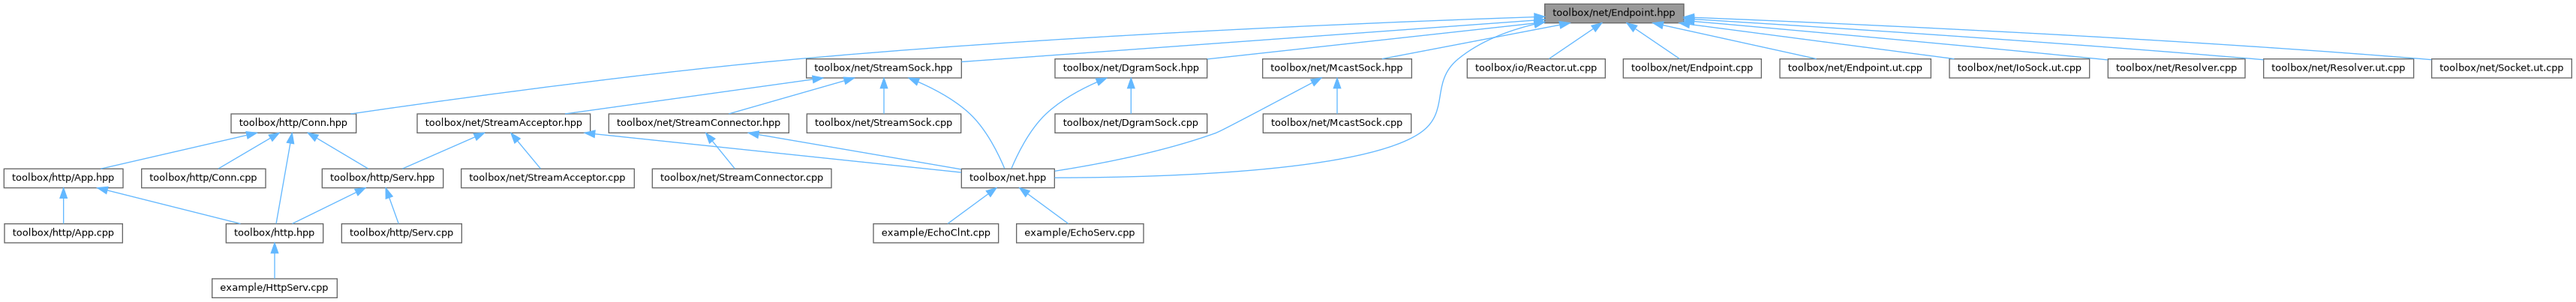 toolbox/net/Endpoint.hpp
toolbox/net/StreamSock.hpp
toolbox/net/DgramSock.hpp
toolbox/net/McastSock.hpp
toolbox/io/Reactor.ut.cpp
toolbox/net/Endpoint.cpp
toolbox/net/Endpoint.ut.cpp
toolbox/net/IoSock.ut.cpp
toolbox/net/Resolver.cpp
toolbox/net/Resolver.ut.cpp
toolbox/net/Socket.ut.cpp
toolbox/http/Conn.hpp
toolbox/net/StreamAcceptor.hpp
toolbox/net/StreamConnector.hpp
toolbox/net/StreamSock.cpp
toolbox/net/DgramSock.cpp
toolbox/net/McastSock.cpp
toolbox/http/App.hpp
toolbox/http/Conn.cpp
toolbox/http/Serv.hpp
toolbox/net/StreamAcceptor.cpp
toolbox/net/StreamConnector.cpp
toolbox/net.hpp
toolbox/http/App.cpp
toolbox/http.hpp
toolbox/http/Serv.cpp
example/EchoClnt.cpp
example/EchoServ.cpp
example/HttpServ.cpp